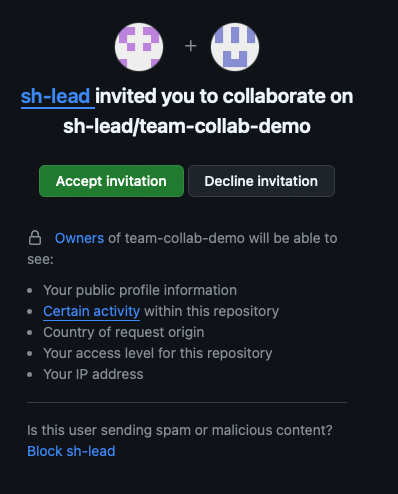 +
sh-lead invited you to collaborate on
sh-lead/team-collab-demo
Accept invitation
Decline invitation
Owners of team-collab-demo will be able to
see:
• Your public profile information
• Certain activity within this repository
• Country of request origin
• Your access level for this repository
• Your IP address
Is this user sending spam or malicious content?
Block sh-lead